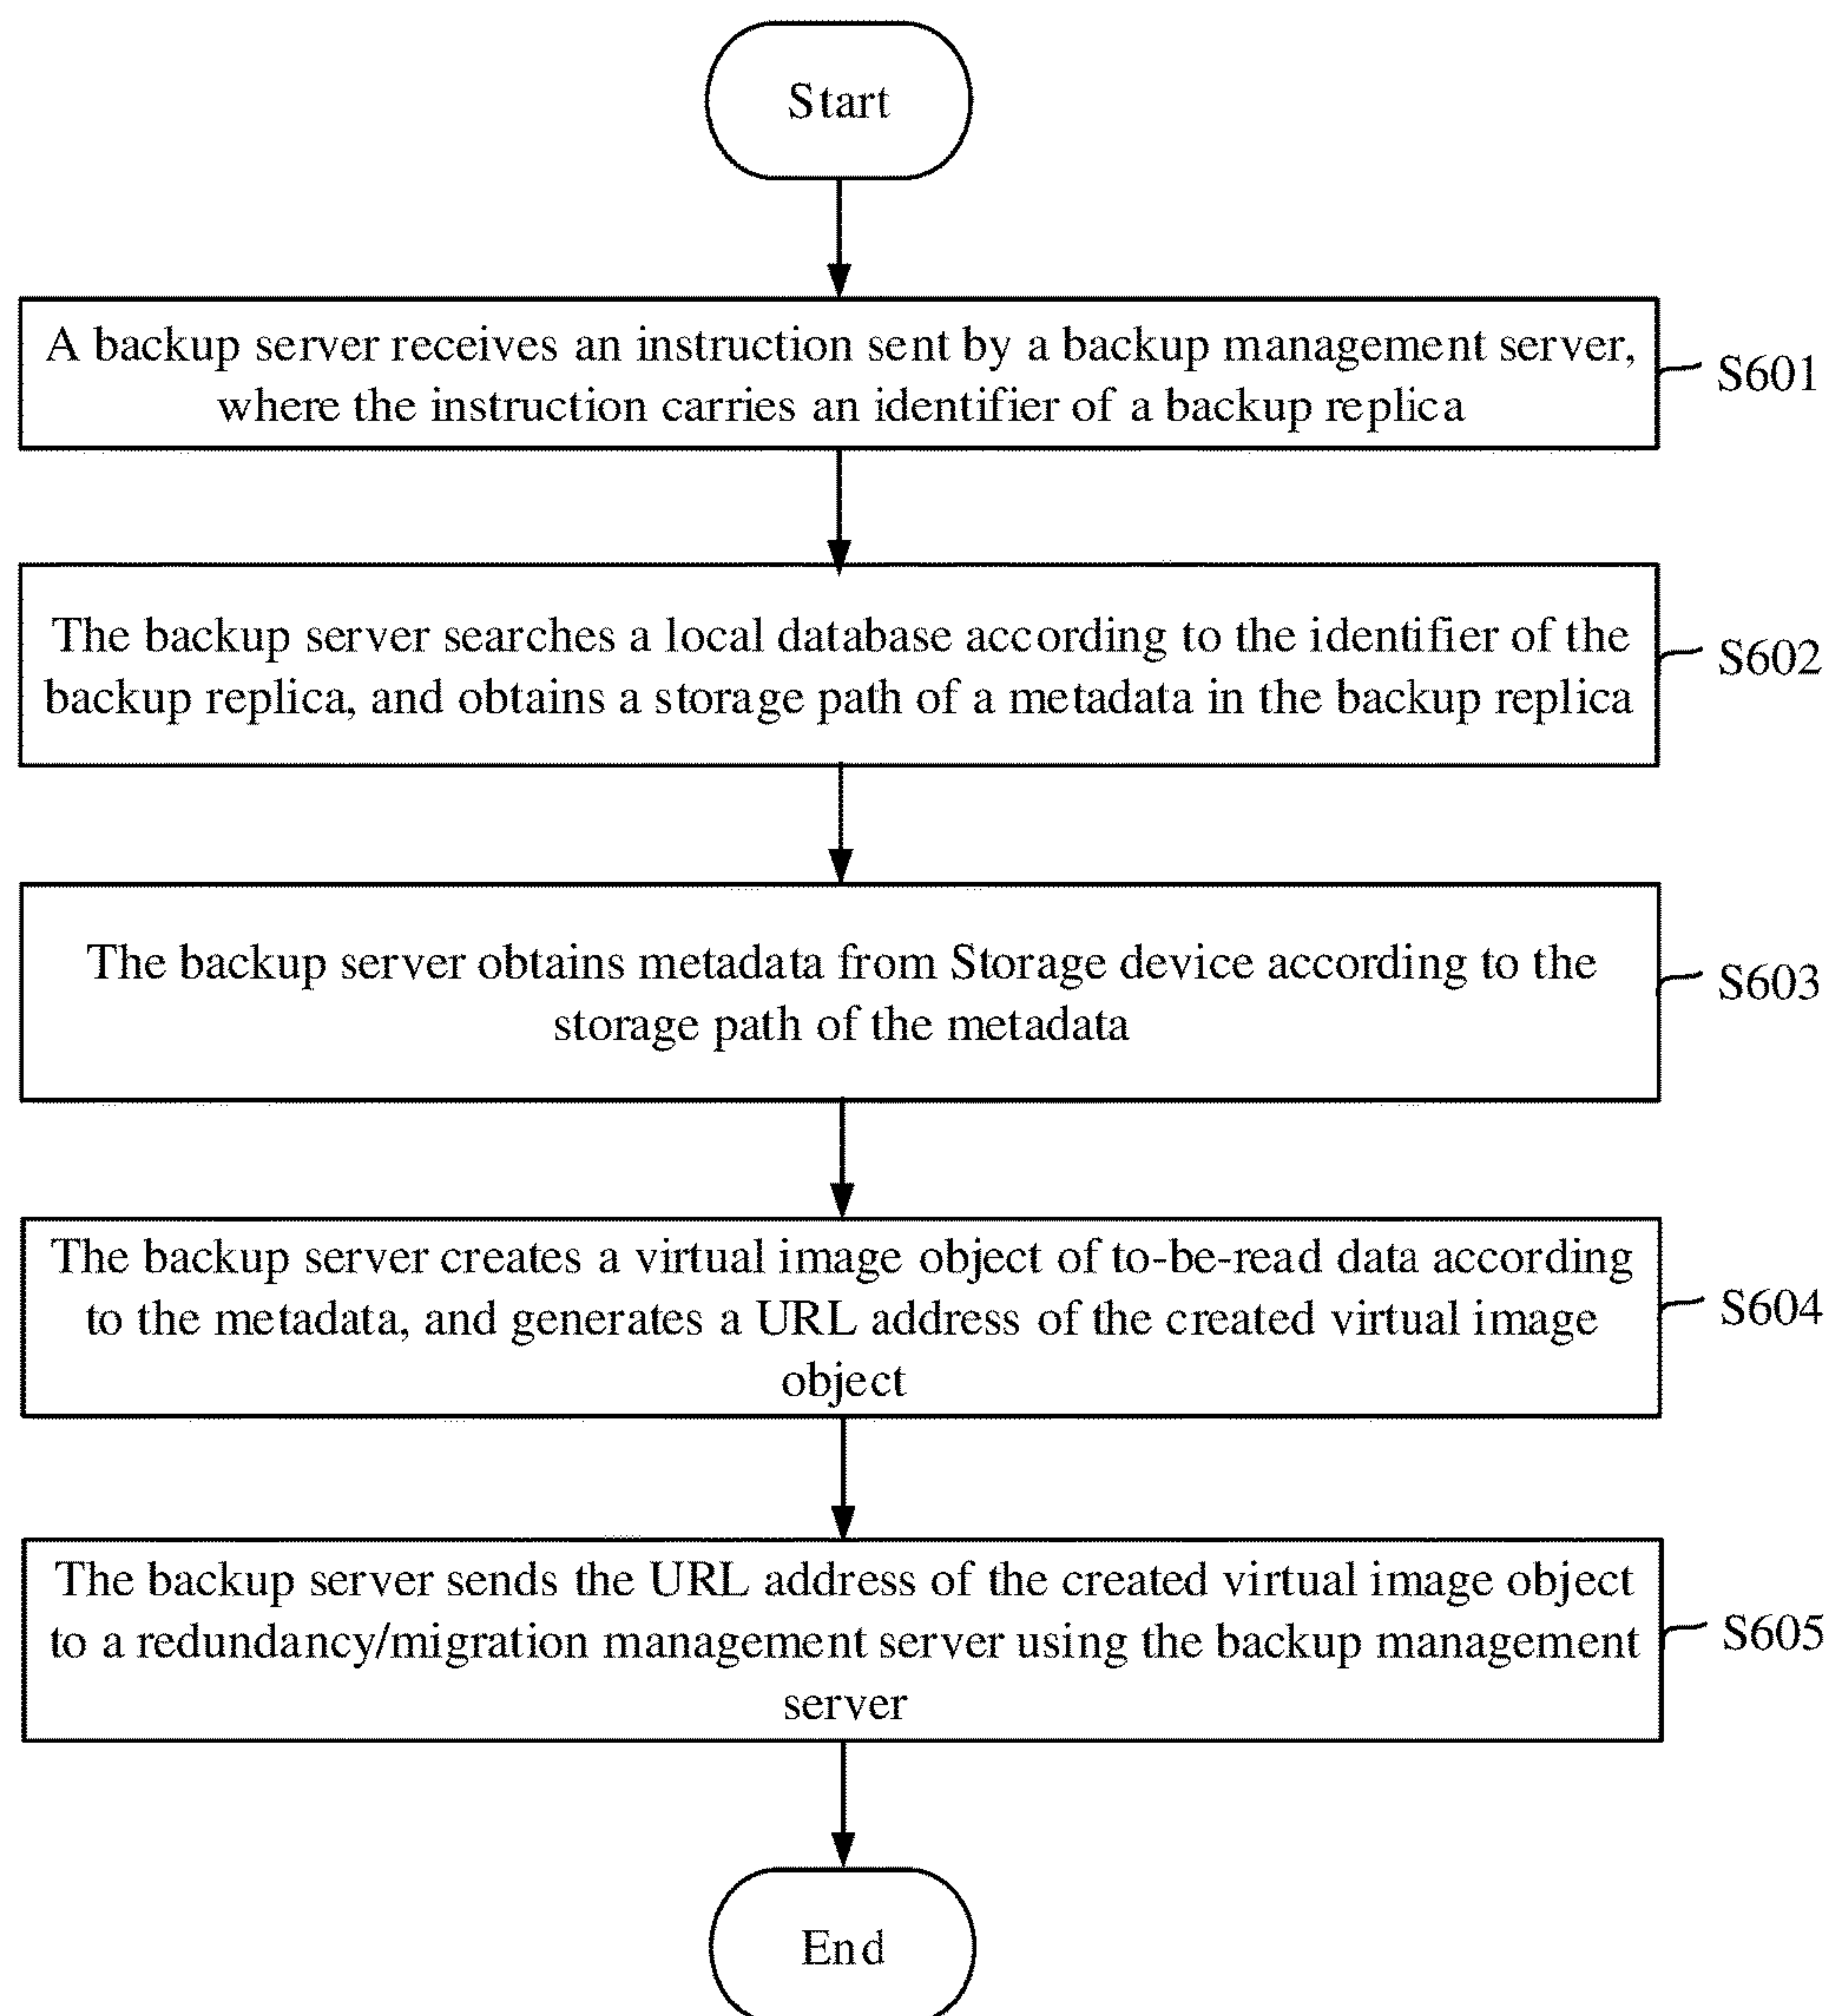 Start
A backup server receives an instruction sent by a backup management server,
where the instruction carries an identifier of a backup replica
S601
The backup server searches a local database according to the identifier of the
backup replica, and obtains a storage path of a metadata in the backup replica
S602
The backup server obtains metadata from Storage device according to the
storage path of the metadata
S603
The backup server creates a virtual image object of to-be-read data according
to the metadata, and generates a URL address of the created virtual image
object
S604
The backup server sends the URL address of the created virtual image object
to a redundancy/migration management server using the backup management
server
S605
End